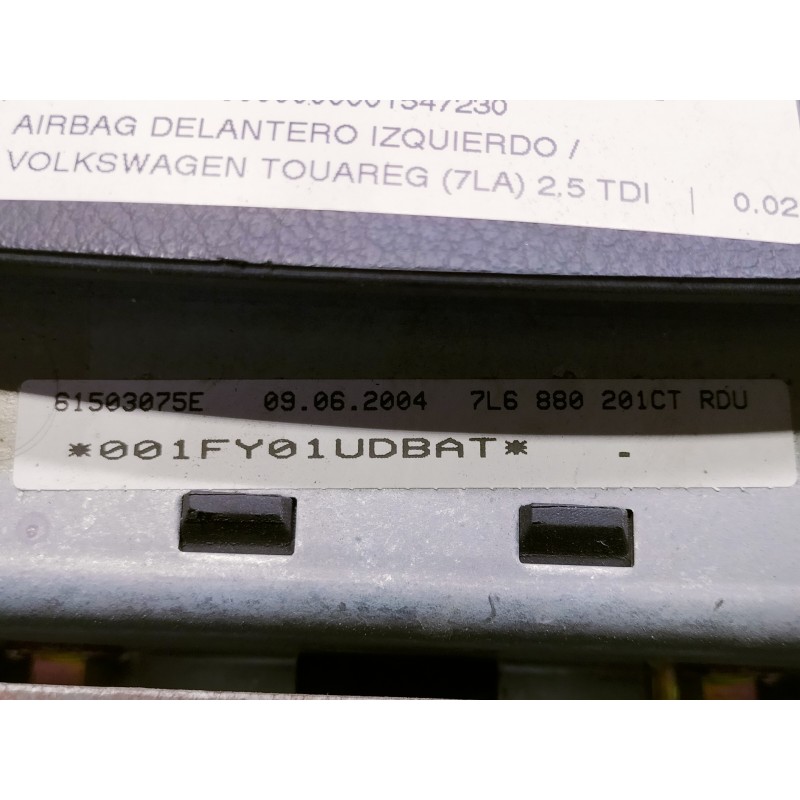 AIRBAG DELANTERO IZQUIERDO /
VOLKSWAGEN TOUAREG (7LA) 2.5 TDI | 0.02
61503075E 09.06.2004 7L6 880 201CT RDU
*001FY01UDBAT* -